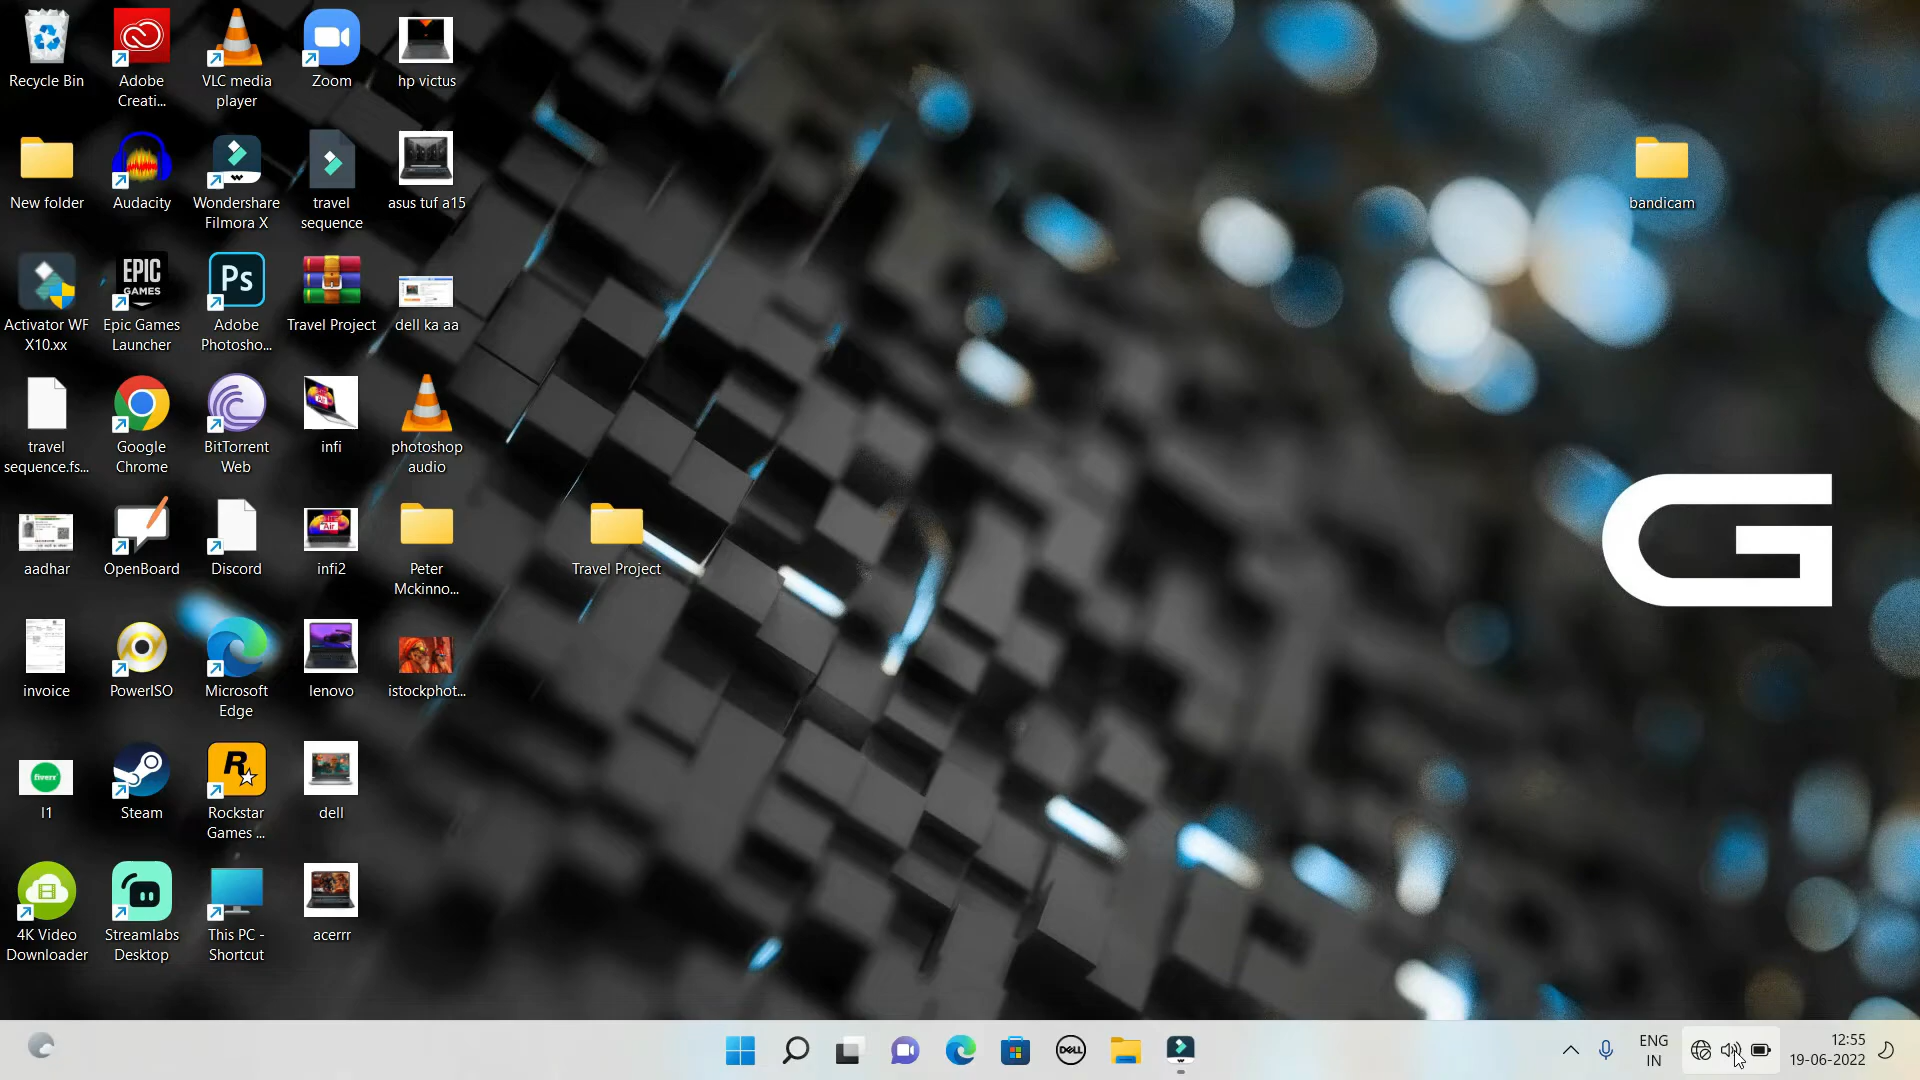 Recycle Bin
Adobe
Creati...
VLC media
player
Zoom
hp victus
New folder
Audacity
Wondershare
Filmora X
travel
sequence
asus tuf a15
bandicam
EPIC
GAMES
Ps
Activator WF
X10.xx
Epic Games
Launcher
Adobe
Photosho...
Travel Project
dell ka aa
travel
sequence.fs...
Google
Chrome
BitTorrent
Web
infi
photoshop
audio
G
aadhar
OpenBoard
Discord
infi2
Peter
Mckinno...
Travel Project
invoice
PowerISO
Microsoft
Edge
lenovo
istockphot...
fiverr
R
l1
Steam
Rockstar
Games ...
dell
4K Video
Downloader
Streamlabs
Desktop
This PC -
Shortcut
acerrr
DELL
ENG
IN
12:55
19-06-2022